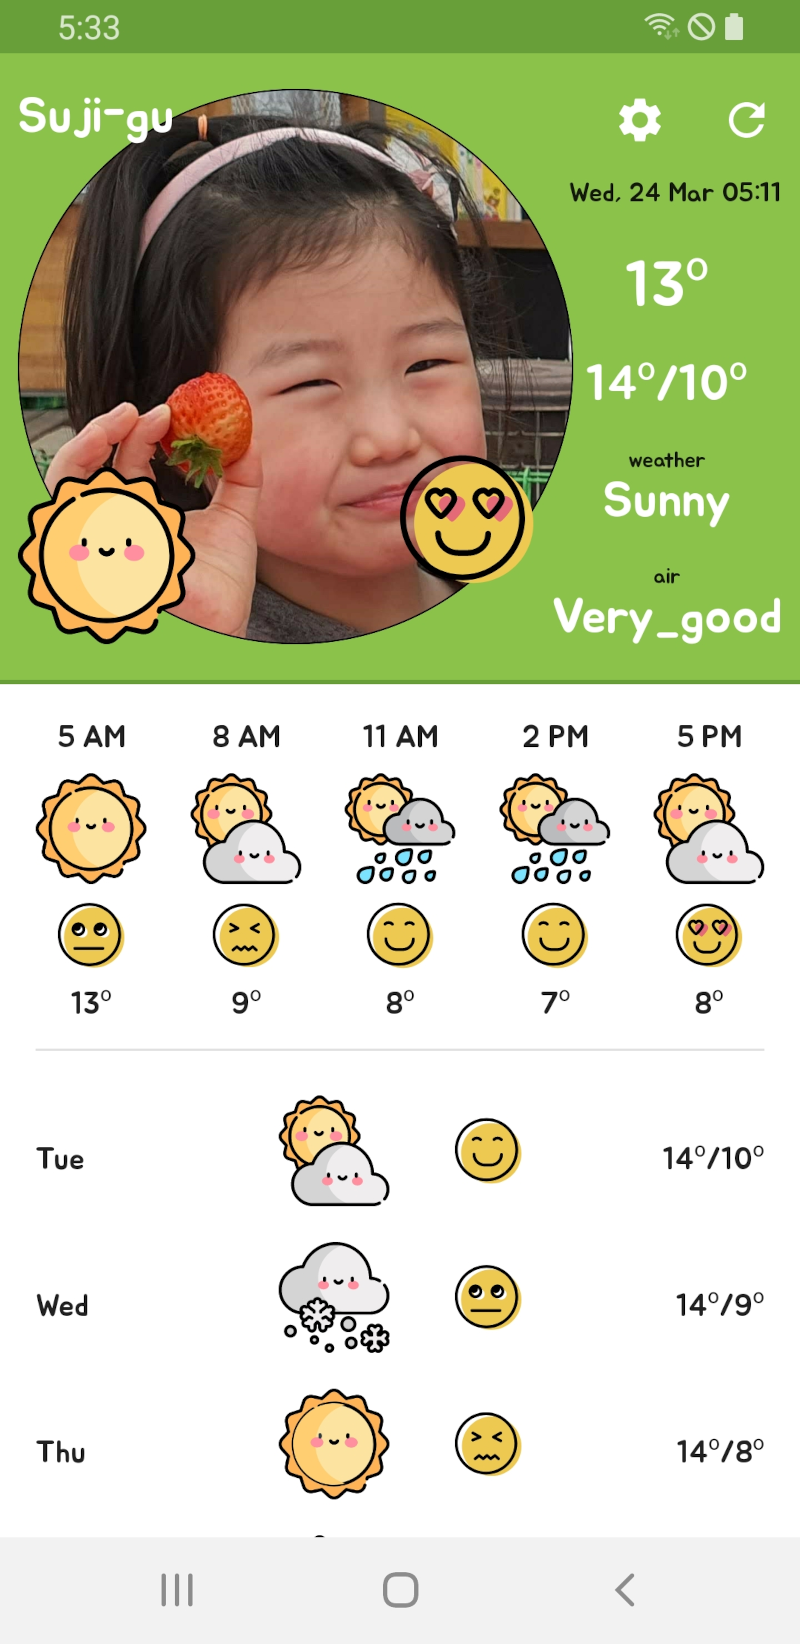 5:33
Suji-gu
Wed, 24 Mar 05:11
13°
14°/10°
weather
Sunny
air
Very_good
5 AM 8 AM 11 AM 2 PM 5 PM
13° 9° 8° 7° 8°
Tue 14°/10°
Wed 14°/9°
Thu 14°/8°